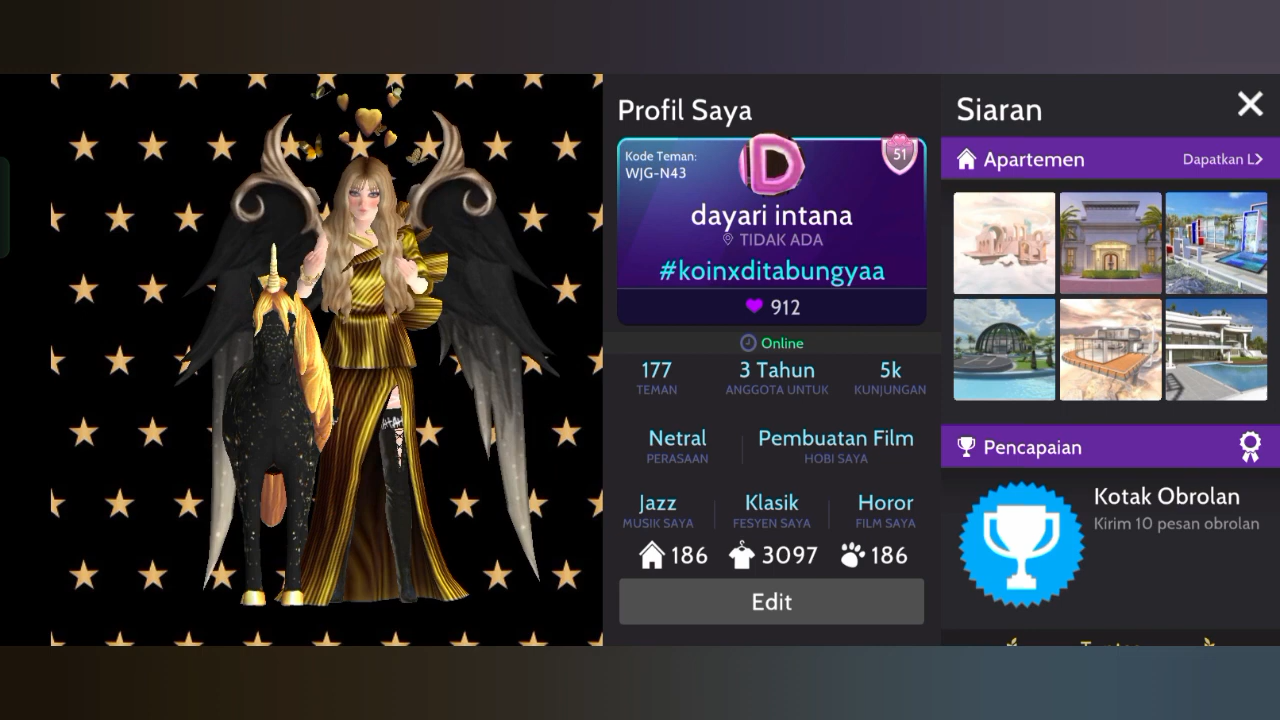 Profil Saya
Kode Teman:
WJG-N43
D
51
dayari intana
TIDAK ADA
#koinxditabungyaa
912
Online
177
TEMAN
3 Tahun
ANGGOTA UNTUK
5k
KUNJUNGAN
Netral
PERASAAN
Pembuatan Film
HOBI SAYA
Jazz
MUSIK SAYA
Klasik
FESYEN SAYA
Horor
FILM SAYA
186 3097 186
Edit
Siaran
Apartemen
Dapatkan L
Pencapaian
Kotak Obrolan
Kirim 10 pesan obrolan